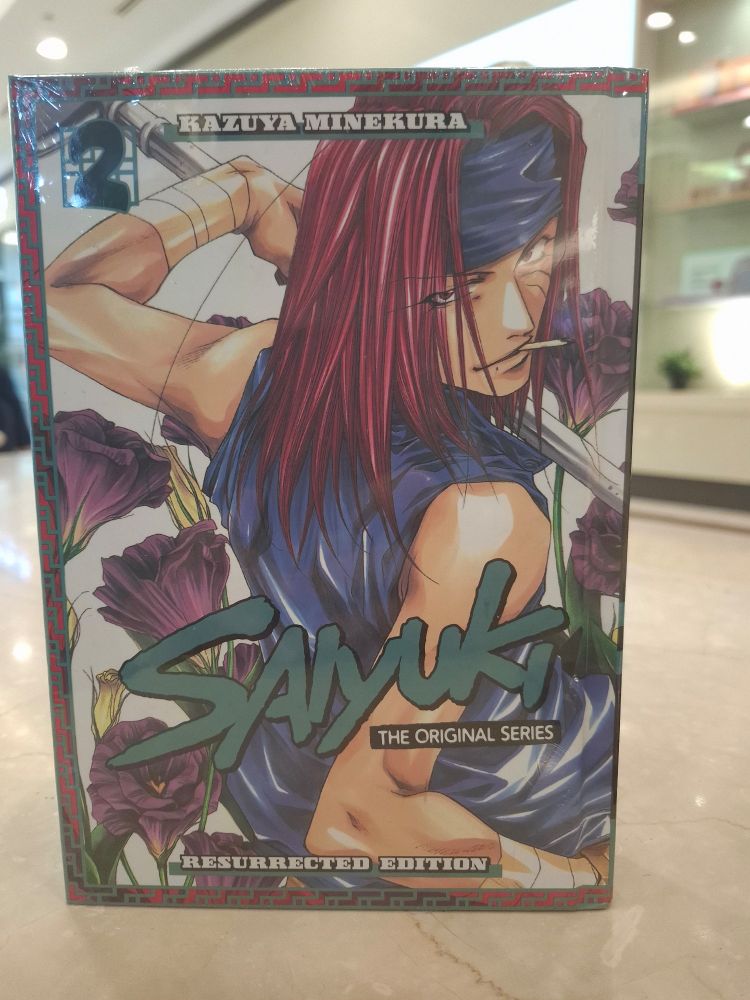 2
KAZUYA MINEKURA
SAIYUKI
THE ORIGINAL SERIES
RESURRECTED EDITION